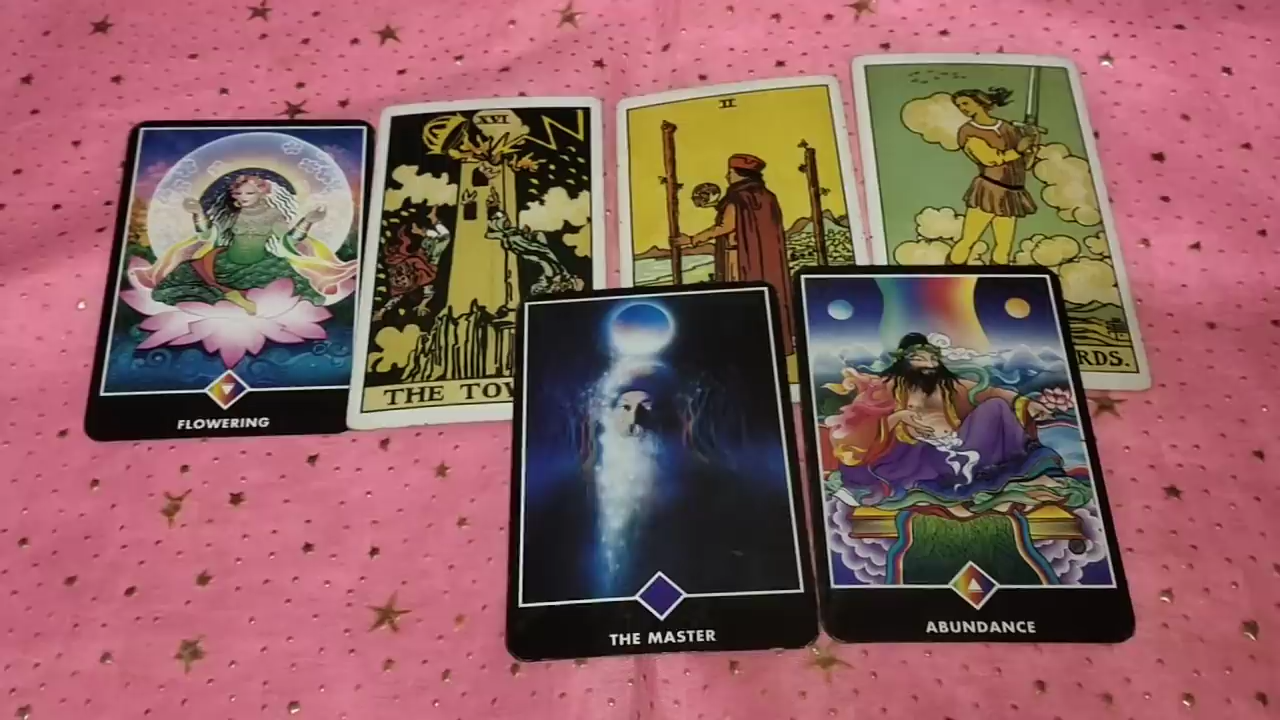 FLOWERING
XVI
THE TOW
II
RDS.
THE MASTER
ABUNDANCE